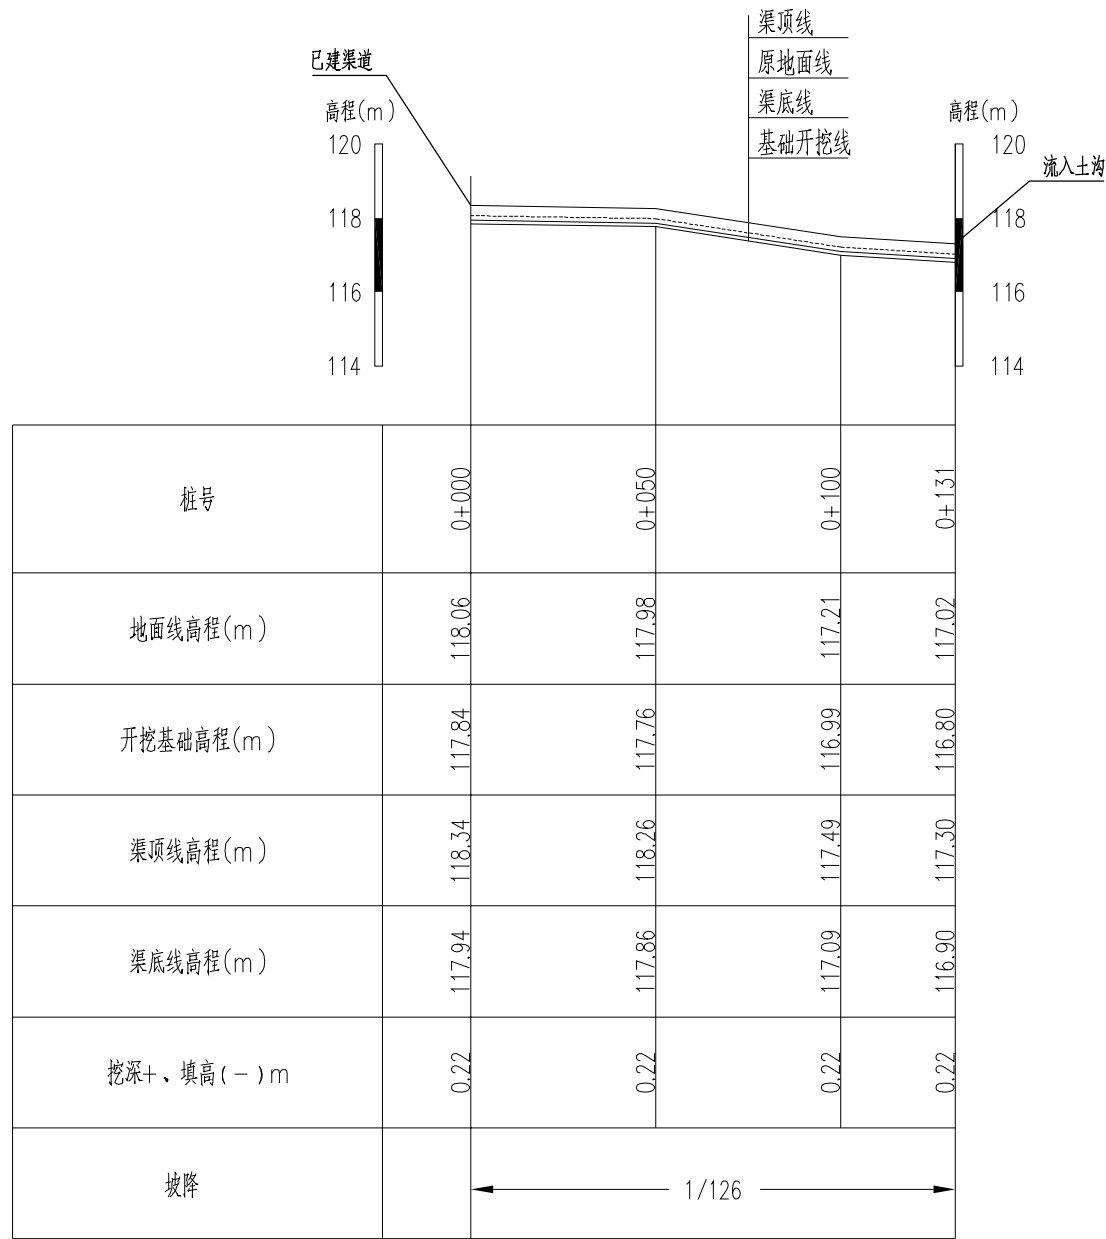 渠顶线
原地面线
渠底线
基础开挖线
已建渠道
高程(m)
120
118
116
114
高程(m)
120
118
116
114
流入土沟
桩号 0+000 0+050 0+100 0+131
地面线高程(m) 118.06 117.98 117.21 117.02
开挖基础高程(m) 117.84 117.76 116.99 116.80
渠顶线高程(m) 118.34 118.26 117.49 117.30
渠底线高程(m) 117.94 117.86 117.09 116.90
挖深+、填高(-)m 0.22 0.22 0.22 0.22
坡降 1/126